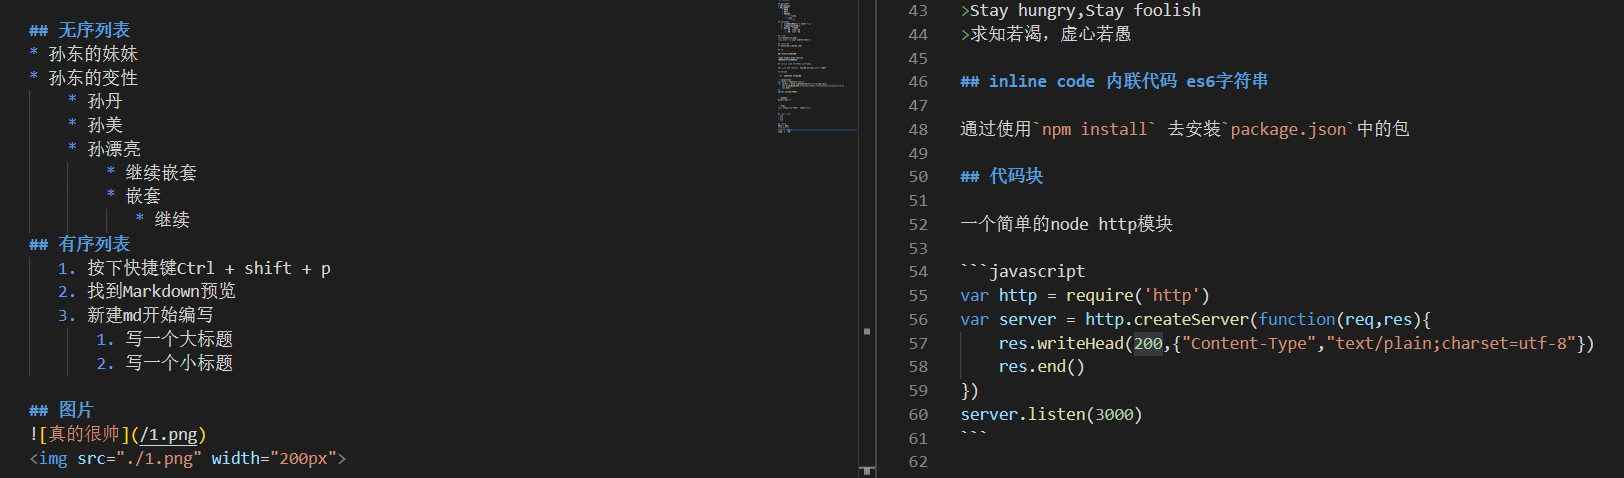 ## 无序列表
* 孙东的妹妹
* 孙东的变性
* 孙丹
* 孙美
* 孙漂亮
* 继续嵌套
* 嵌套
* 继续
## 有序列表
1. 按下快捷键Ctrl + shift + p
2. 找到Markdown预览
3. 新建md开始编写
1. 写一个大标题
2. 写一个小标题
## 图片
![真的很帅](/1.png)
<img src="./1.png" width="200px">
43 >Stay hungry,Stay foolish
44 >求知若渴，虚心若愚
45
46 ## inline code 内联代码 es6字符串
47
48 通过使用`npm install` 去安装`package.json`中的包
49
50 ## 代码块
51
52 一个简单的node http模块
53
54 ```javascript
55 var http = require('http')
56 var server = http.createServer(function(req,res){
57 res.writeHead(200,{"Content-Type","text/plain;charset=utf-8"})
58 res.end()
59 })
60 server.listen(3000)
61 ```
62